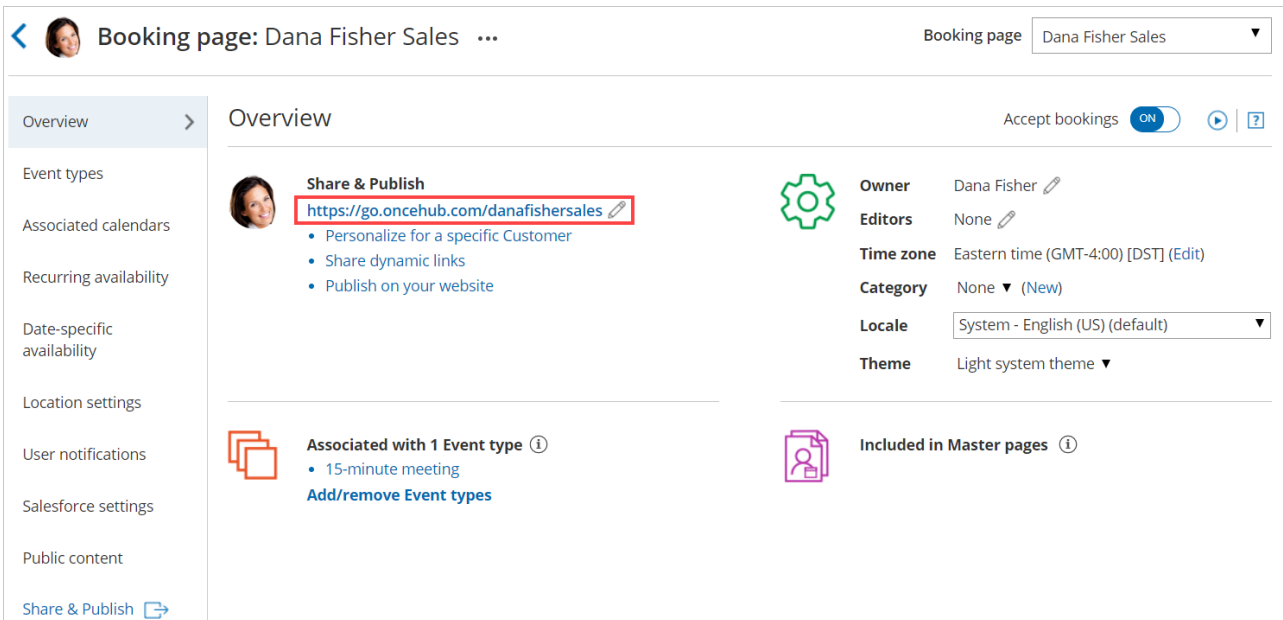 Booking page: Dana Fisher Sales ...
Booking page Dana Fisher Sales
Overview
Event types
Associated calendars
Recurring availability
Date-specific
availability
Location settings
User notifications
Salesforce settings
Public content
Share & Publish
Overview
Accept bookings ON
Share & Publish
https://go.oncehub.com/danafishersales
• Personalize for a specific Customer
• Share dynamic links
• Publish on your website
Owner Dana Fisher
Editors None
Time zone Eastern time (GMT-4:00) [DST] (Edit)
Category None (New)
Locale System - English (US) (default)
Theme Light system theme
Associated with 1 Event type
• 15-minute meeting
Add/remove Event types
Included in Master pages